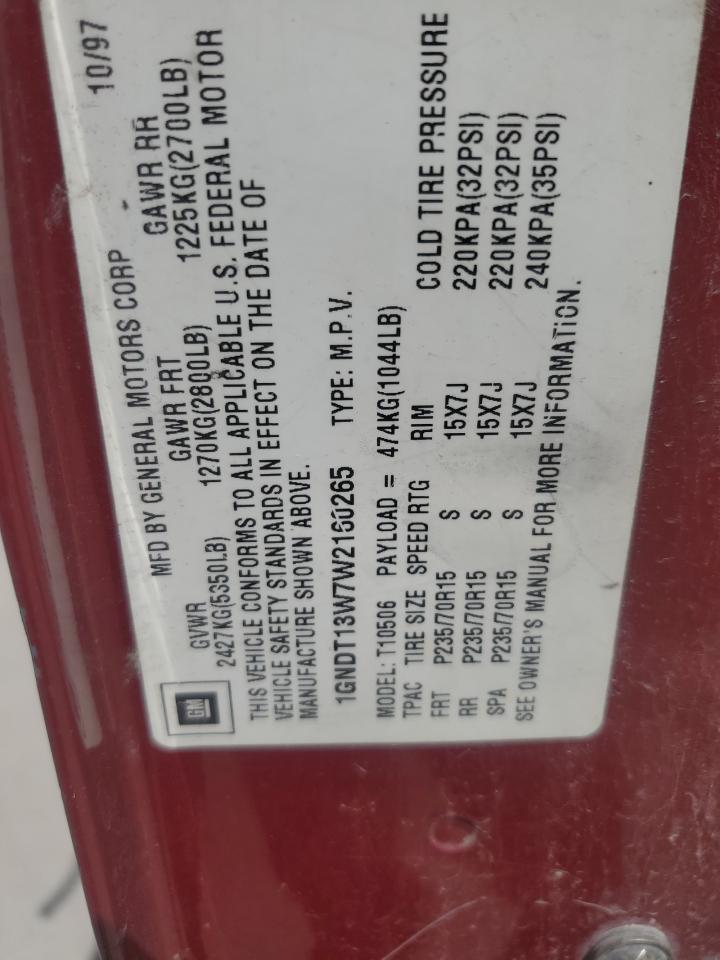 MFD BY GENERAL MOTORS CORP 10/97
GM
GVWR GAWR FRT GAWR RR
2427KG(5350LB) 1270KG(2800LB) 1225KG(2700LB)
THIS VEHICLE CONFORMS TO ALL APPLICABLE U.S. FEDERAL MOTOR
VEHICLE SAFETY STANDARDS IN EFFECT ON THE DATE OF
MANUFACTURE SHOWN ABOVE.
1GNDT13W7W2160265 TYPE: M.P.V.
MODEL: T10506 PAYLOAD = 474KG(1044LB)
TPAC TIRE SIZE SPEED RTG RIM COLD TIRE PRESSURE
FRT P235/70R15 S 15X7J 220KPA(32PSI)
RR P235/70R15 S 15X7J 220KPA(32PSI)
SPA P235/70R15 S 15X7J 240KPA(35PSI)
SEE OWNER'S MANUAL FOR MORE INFORMATION.